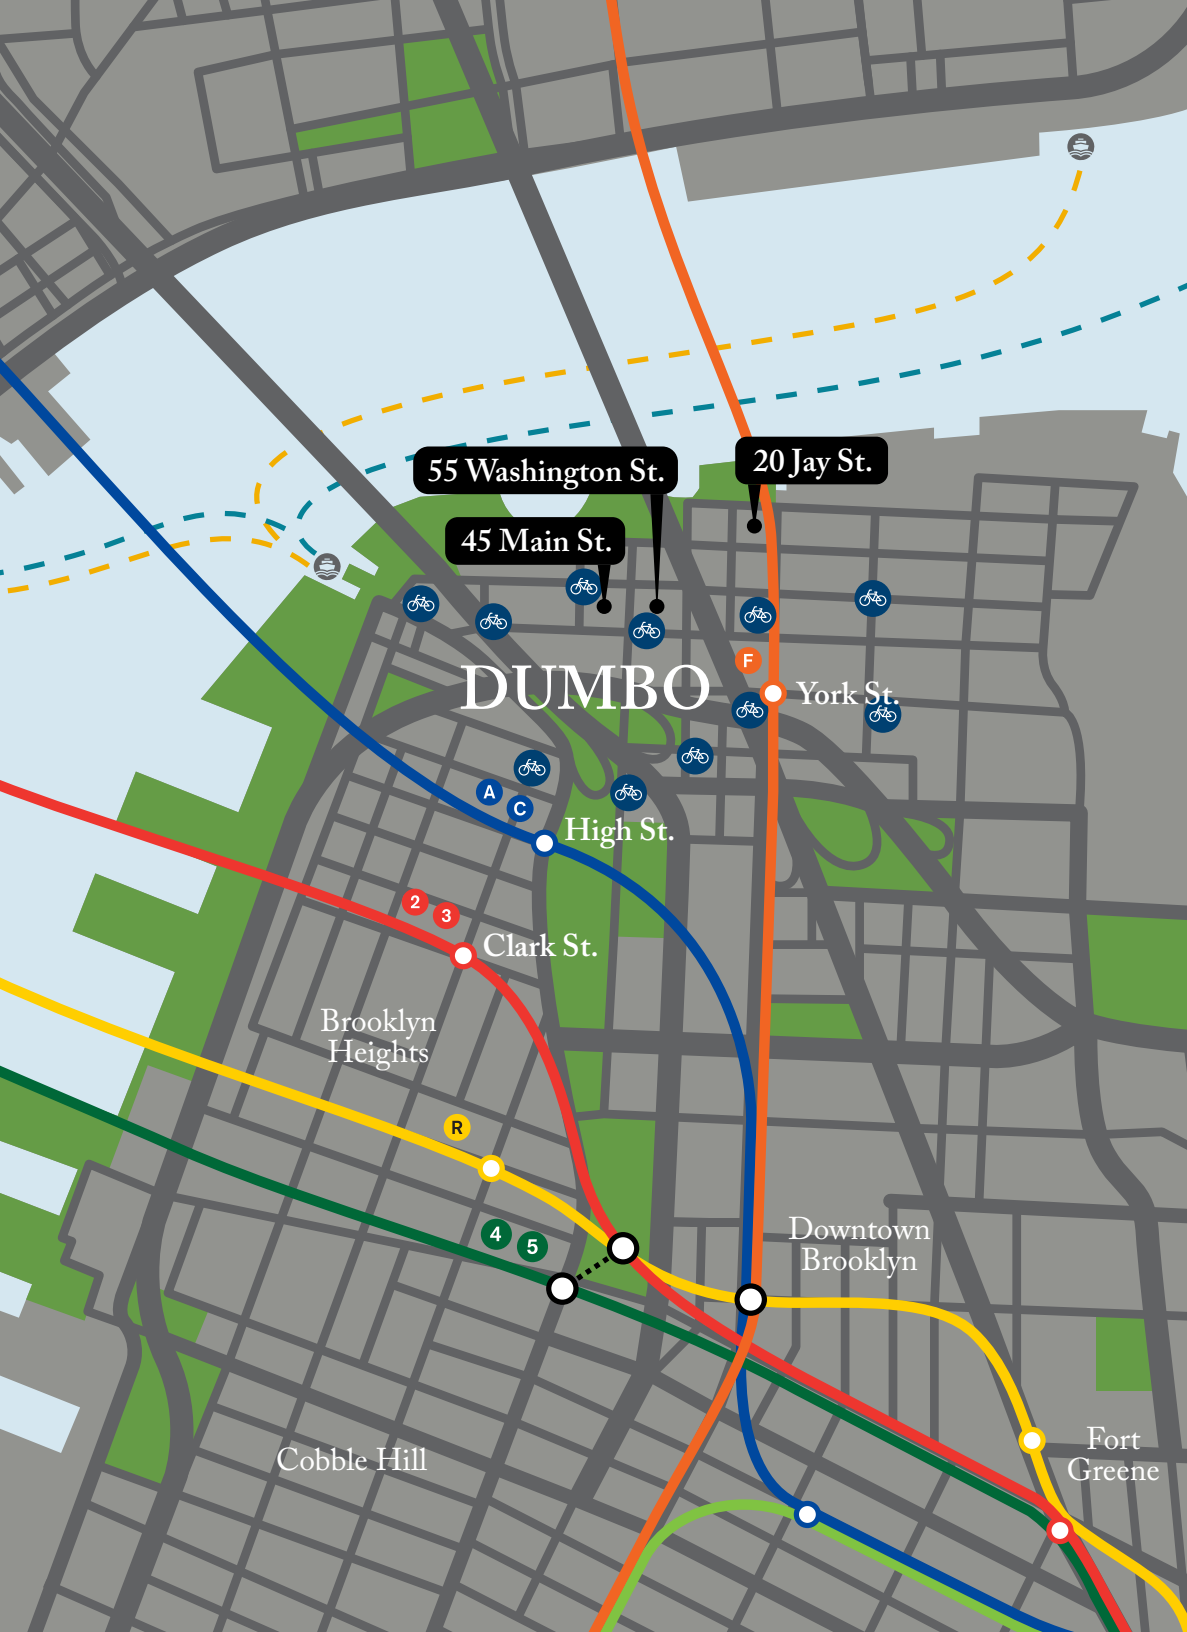 55 Washington St.
20 Jay St.
45 Main St.
DUMBO
F
York St.
A
C
High St.
2
3
Clark St.
Brooklyn
Heights
R
4
5
Downtown
Brooklyn
Cobble Hill
Fort
Greene